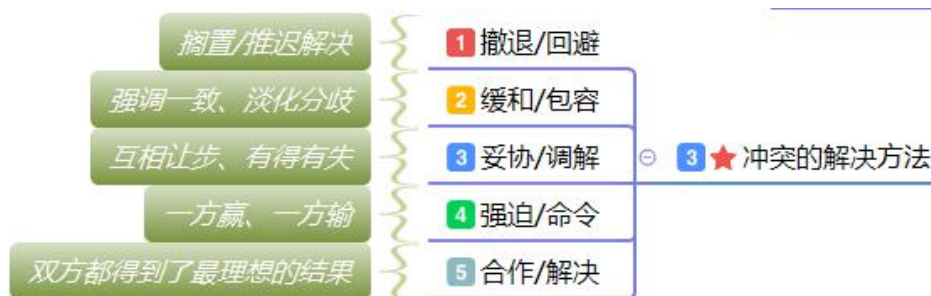 搁置/推迟解决
1 撤退/回避
强调一致、淡化分歧
2 缓和/包容
互相让步、有得有失
3 妥协/调解
3 冲突的解决方法
一方赢、一方输
4 强迫/命令
双方都得到了最理想的结果
5 合作/解决